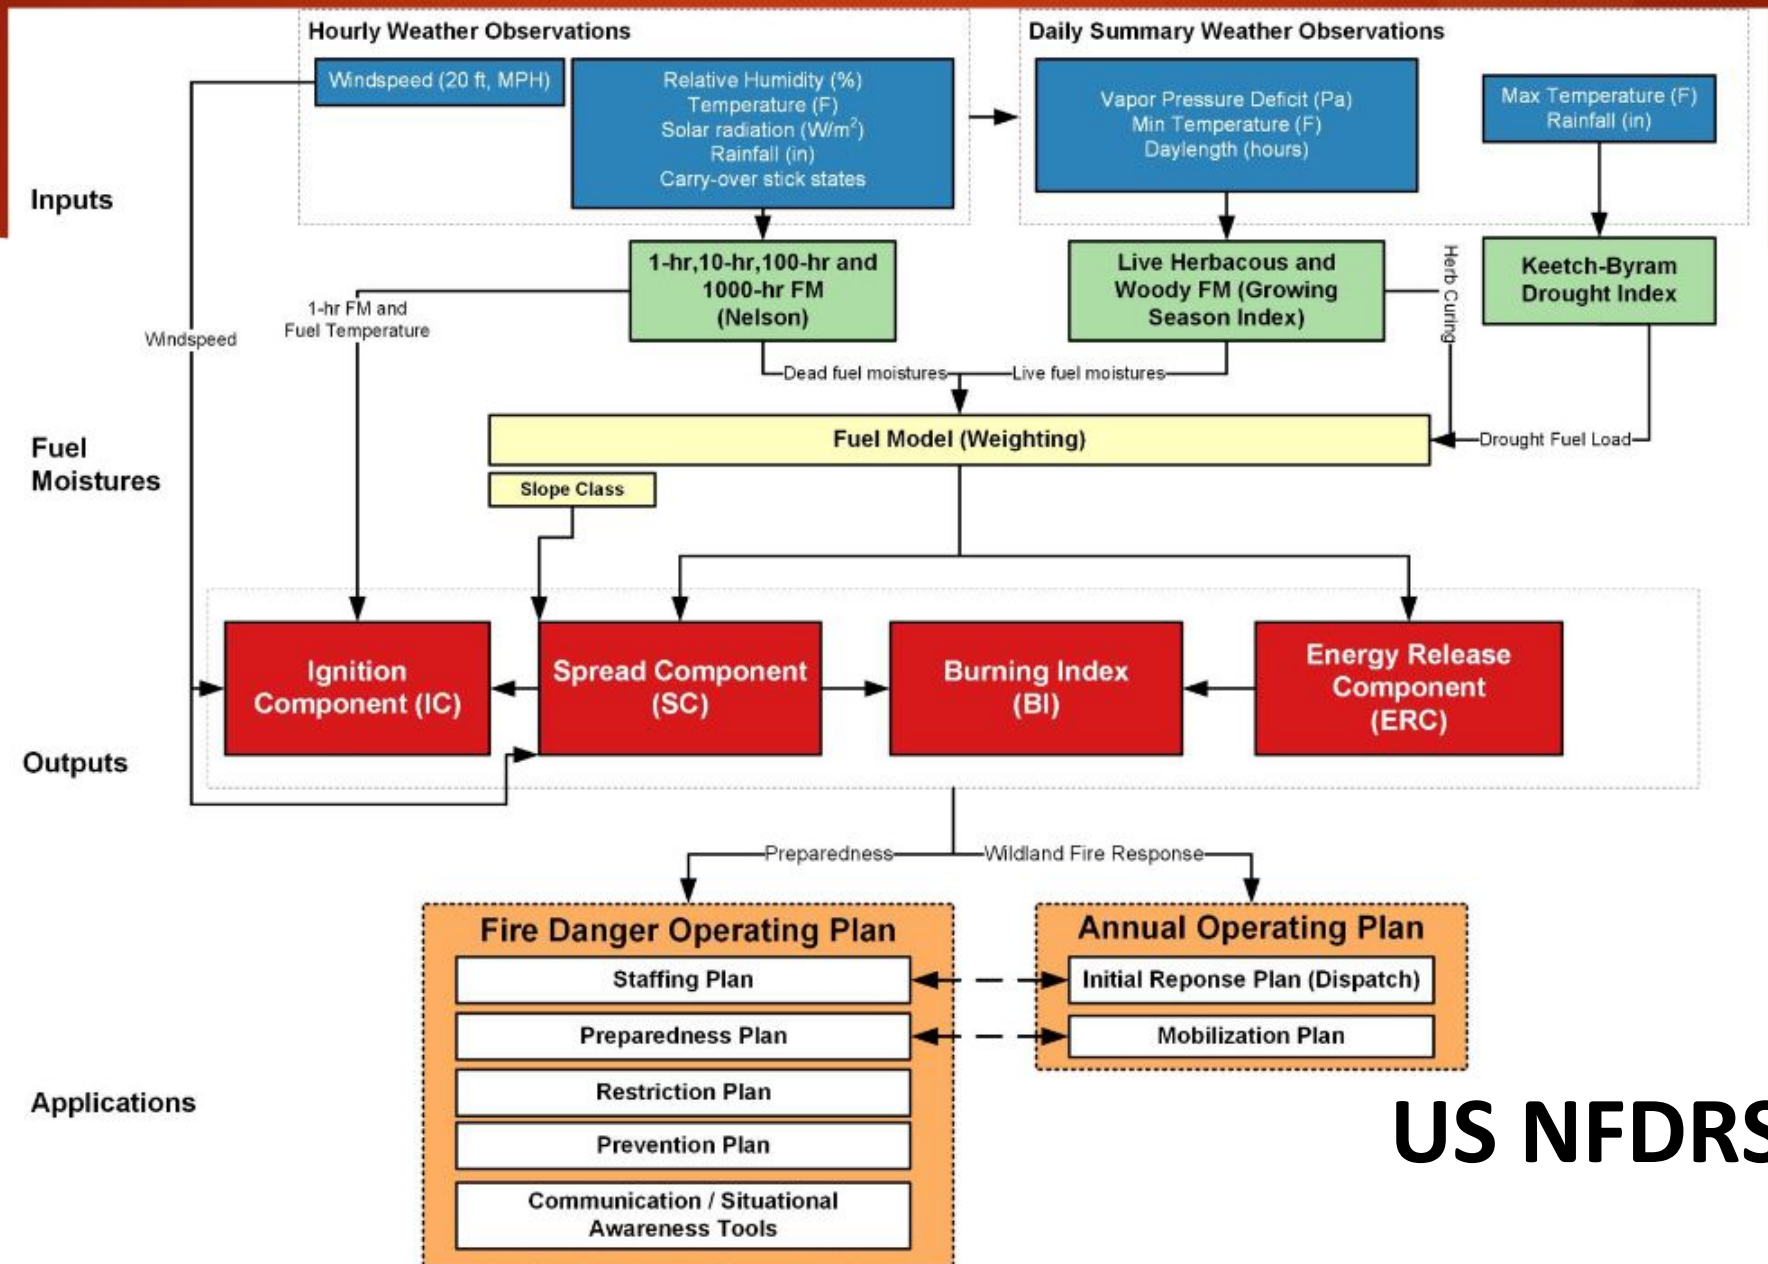 Hourly Weather Observations
Daily Summary Weather Observations
Windspeed (20 ft, MPH)
Relative Humidity (%)
Temperature (F)
Solar radiation (W/m²)
Rainfall (in)
Carry-over stick states
Vapor Pressure Deficit (Pa)
Min Temperature (F)
Daylength (hours)
Max Temperature (F)
Rainfall (in)
Inputs
1-hr,10-hr,100-hr and
1000-hr FM
(Nelson)
Live Herbacous and
Woody FM (Growing
Season Index)
Herb Curing
Keetch-Byram
Drought Index
1-hr FM and
Fuel Temperature
Windspeed
Dead fuel moistures
Live fuel moistures
Fuel Model (Weighting)
Drought Fuel Load
Fuel
Moistures
Slope Class
Ignition
Component (IC)
Spread Component
(SC)
Burning Index
(BI)
Energy Release
Component
(ERC)
Outputs
Preparedness
Wildland Fire Response
Fire Danger Operating Plan
Staffing Plan
Preparedness Plan
Restriction Plan
Prevention Plan
Communication / Situational
Awareness Tools
Annual Operating Plan
Initial Reponse Plan (Dispatch)
Mobilization Plan
Applications
US NFDRS